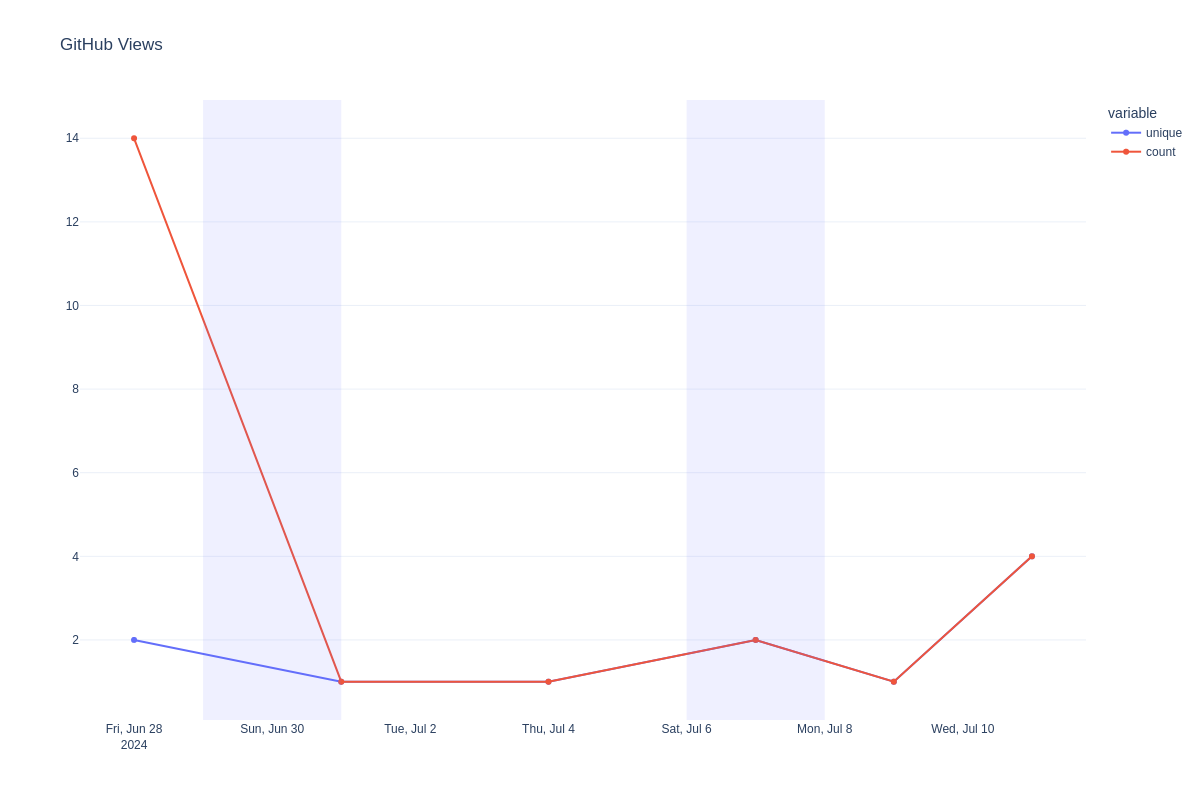 GitHub Views
variable
unique
count
14
12
10
8
6
4
2
Fri, Jun 28
2024
Sun, Jun 30
Tue, Jul 2
Thu, Jul 4
Sat, Jul 6
Mon, Jul 8
Wed, Jul 10